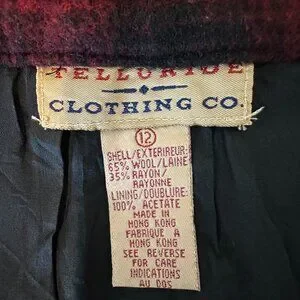 TELLURIDE
CLOTHING CO.
12
SHELL/EXTERIEUR:
65% WOOL/LAINE
35% RAYON/
RAYONNE
LINING/DOUBLURE:
100% ACETATE
MADE IN
HONG KONG
FABRIQUE A
HONG KONG
SEE REVERSE
FOR CARE
INDICATIONS
AU DOS